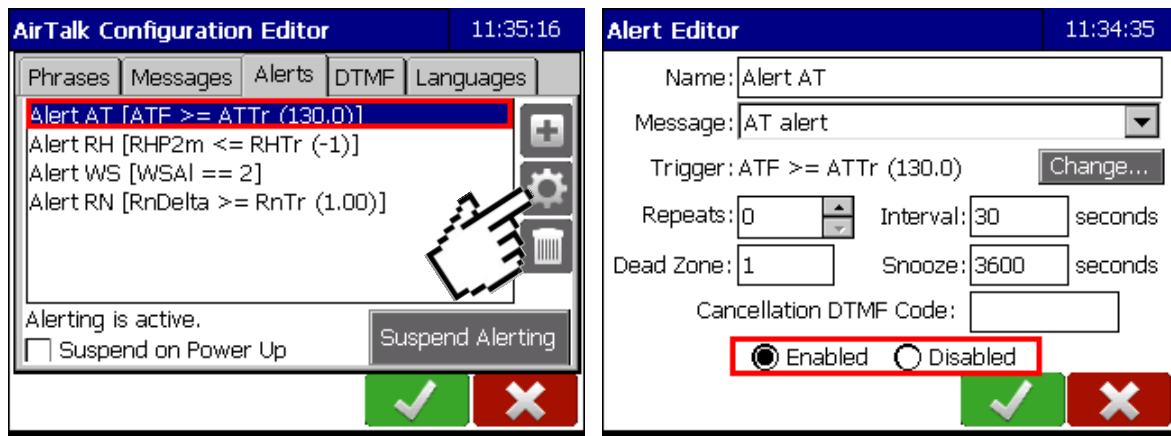 AirTalk Configuration Editor 11:35:16
Phrases Messages Alerts DTMF Languages
Alert AT [ATF >= ATTr (130.0)]
Alert RH [RHP2m <= RHTr (-1)]
Alert WS [WSAl == 2]
Alert RN [RnDelta >= RnTr (1.00)]
Alerting is active.
Suspend on Power Up
Suspend Alerting
Alert Editor 11:34:35
Name: Alert AT
Message: AT alert
Trigger: ATF >= ATTr (130.0) Change...
Repeats: 0 Interval: 30 seconds
Dead Zone: 1 Snooze: 3600 seconds
Cancellation DTMF Code:
Enabled Disabled